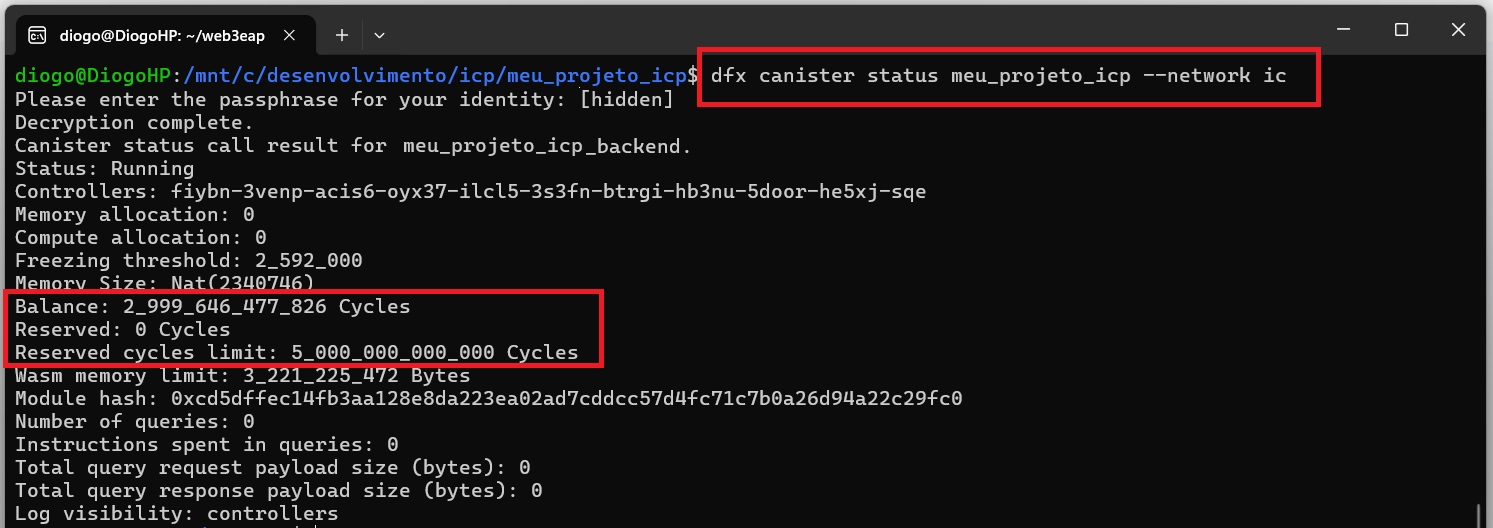 diogo@DiogoHP: ~/web3eap
diogo@DiogoHP:/mnt/c/desenvolvimento/icp/meu_projeto_icp$ dfx canister status meu_projeto_icp --network ic
Please enter the passphrase for your identity: [hidden]
Decryption complete.
Canister status call result for meu_projeto_icp_backend.
Status: Running
Controllers: fiybn-3venp-acis6-oyx37-ilcl5-3s3fn-btrgi-hb3nu-5door-he5xj-sqe
Memory allocation: 0
Compute allocation: 0
Freezing threshold: 2_592_000
Memory Size: Nat(2340746)
Balance: 2_999_646_477_826 Cycles
Reserved: 0 Cycles
Reserved cycles limit: 5_000_000_000_000 Cycles
Wasm memory limit: 3_221_225_472 Bytes
Module hash: 0xcd5dffec14fb3aa128e8da223ea02ad7cddcc57d4fc71c7b0a26d94a22c29fc0
Number of queries: 0
Instructions spent in queries: 0
Total query request payload size (bytes): 0
Total query response payload size (bytes): 0
Log visibility: controllers